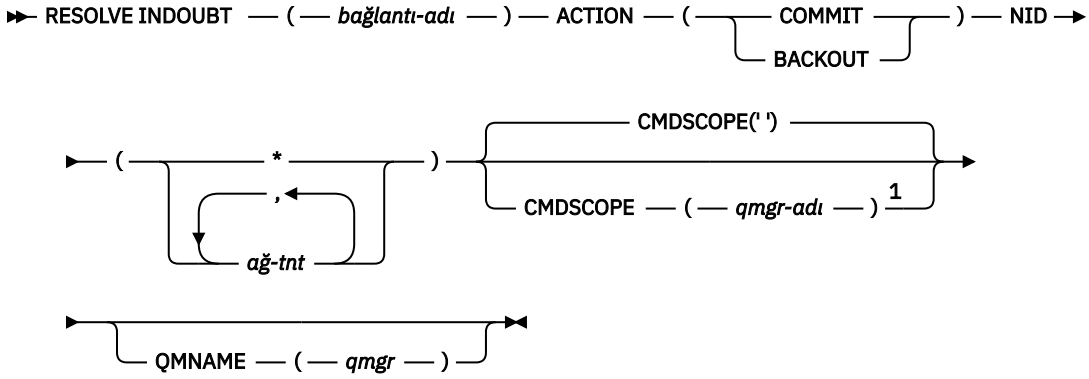 RESOLVE INDOUBT ( bağlantı-adı ) ACTION ( COMMIT ) NID
BACKOUT
CMDSCOPE(' ')
( * )
,
CMDSCOPE ( qmgr-adı ) 1
ağ-tnt
QMNAME ( qmgr )